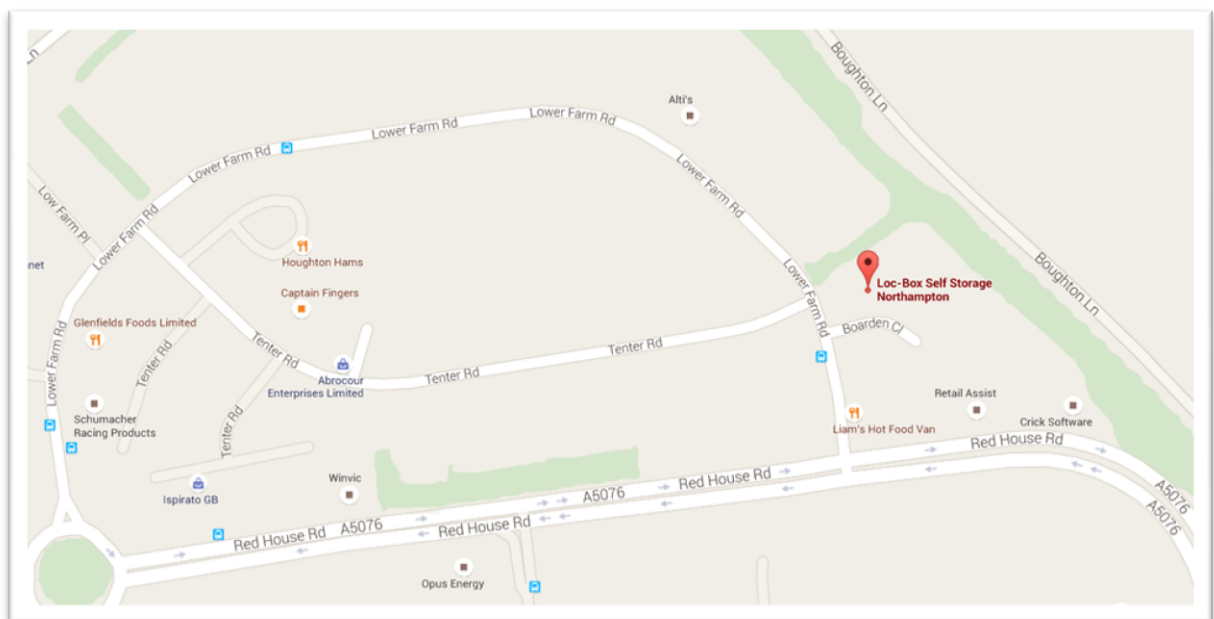 Ln
Boughton Ln
Alti's
Lower Farm Rd
Lower Farm Rd
Lower Farm Rd
Lower Farm Rd
Low Farm Pl
Lower Farm Rd
net
Houghton Hams
Boughton Ln
Loc-Box Self Storage
Northampton
Captain Fingers
Lower Farm Rd
Glenfields Foods Limited
Boarden Cl
Tenter Rd
Tenter Rd
Tenter Rd
Lower Farm Rd
Tenter Rd
Abrocour
Enterprises Limited
Retail Assist
Schumacher
Racing Products
Tenter Rd
Liam's Hot Food Van
Crick Software
Red House Rd
Winvic
Red House Rd
A5076
A5076
A5076
Ispirato GB
Red House Rd
A5076
Red House Rd
Opus Energy